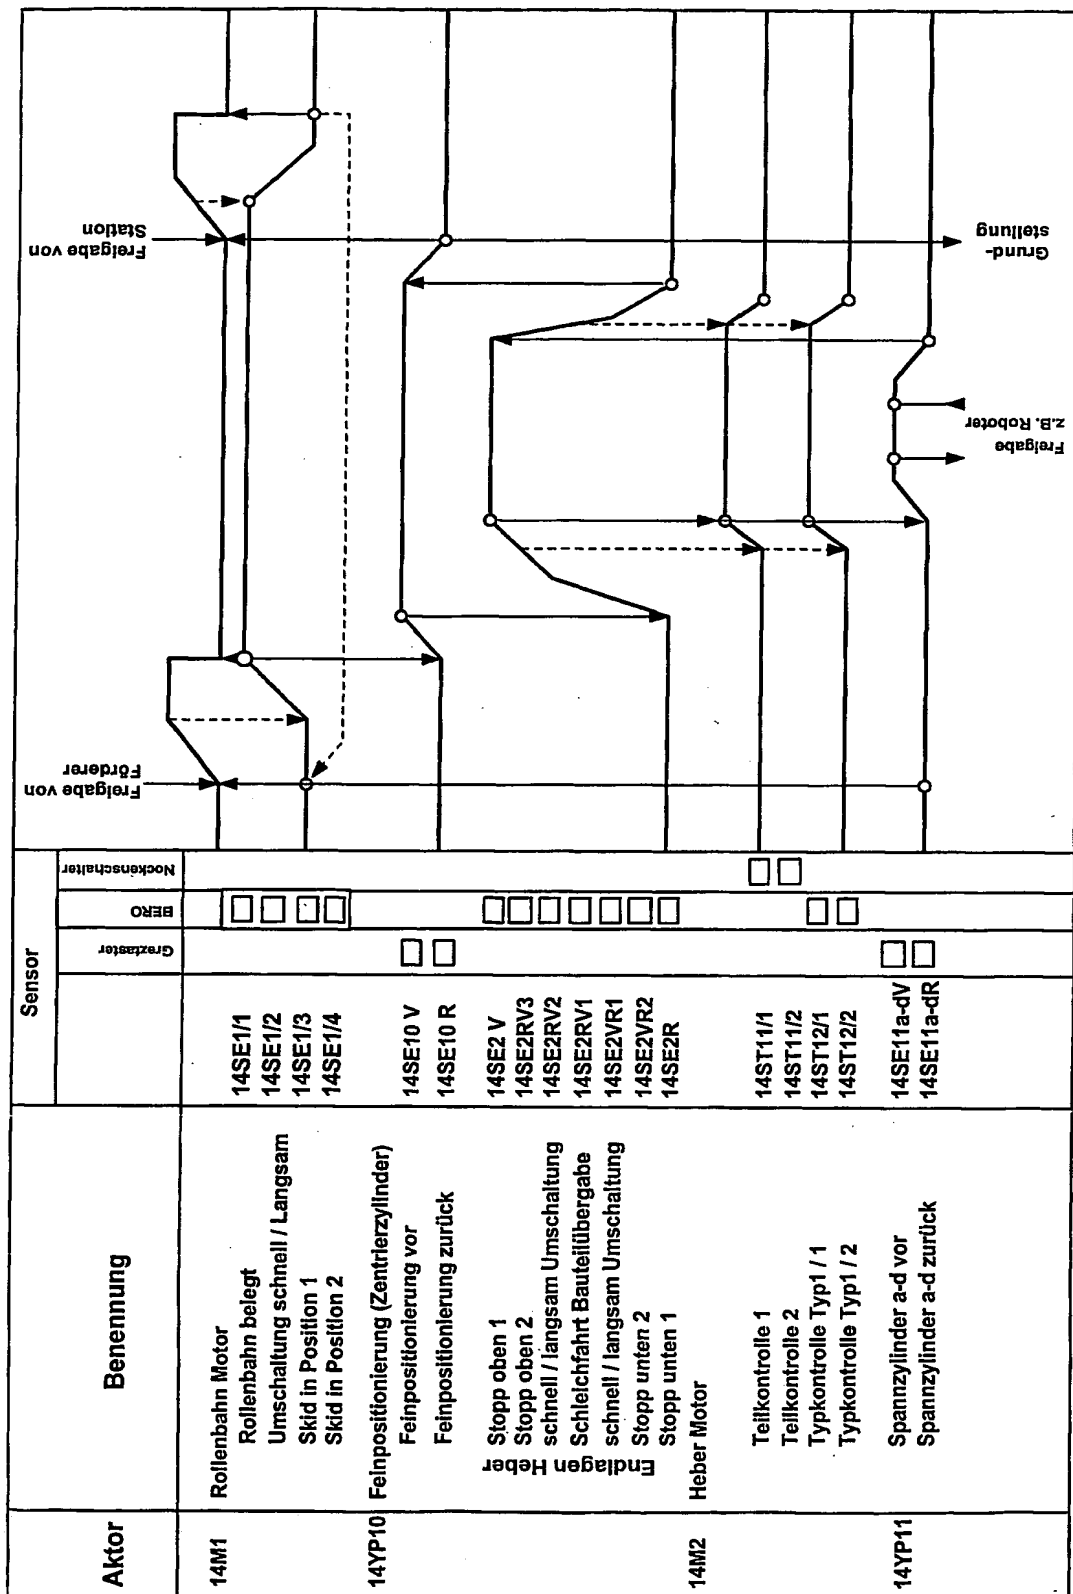 Aktor
Benennung
Sensor
Greztaster
BERO
Nockenschalter
14M1
Rollenbahn Motor
Rollenbahn belegt
14SE1/1
Umschaltung schnell / Langsam
14SE1/2
Skid in Position 1
14SE1/3
Skid in Position 2
14SE1/4
14YP10
Feinpositionierung (Zentrierzylinder)
Feinpositionierung vor
14SE10 V
Feinpositionierung zurück
14SE10 R
Endlagen Heber
Stopp oben 1
14SE2 V
Stopp oben 2
14SE2RV3
schnell / langsam Umschaltung
14SE2RV2
Schleichfahrt Bauteilübergabe
14SE2RV1
schnell / langsam Umschaltung
14SE2VR1
Stopp unten 2
14SE2VR2
Stopp unten 1
14SE2R
14M2
Heber Motor
Teilkontrolle 1
14ST11/1
Teilkontrolle 2
14ST11/2
Typkontrolle Typ1 / 1
14ST12/1
Typkontrolle Typ1 / 2
14ST12/2
14YP11
Spannzylinder a-d vor
14SE11a-dV
Spannzylinder a-d zurück
14SE11a-dR
Freigabe von
Förderer
Freigabe von
Station
Freigabe
z.B. Roboter
Grund-
stellung